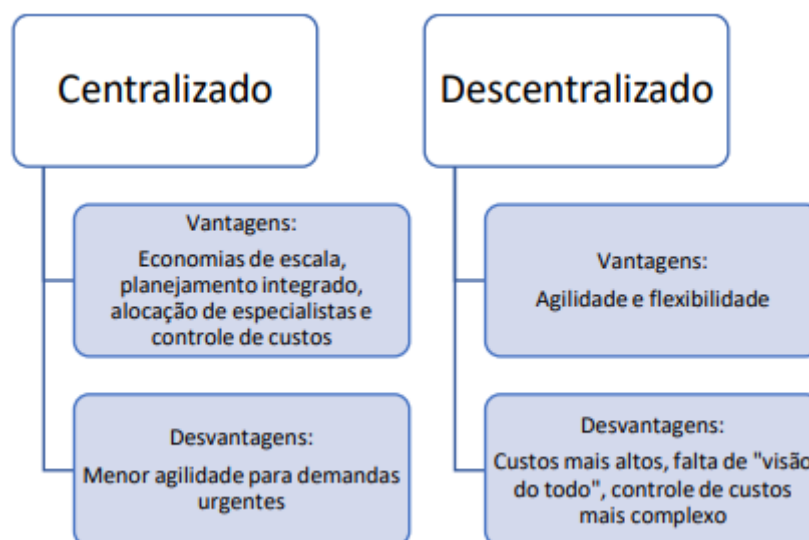 Centralizado
Vantagens:
Economias de escala,
planejamento integrado,
alocação de especialistas e
controle de custos
Desvantagens:
Menor agilidade para demandas
urgentes
Descentralizado
Vantagens:
Agilidade e flexibilidade
Desvantagens:
Custos mais altos, falta de "visão
do todo", controle de custos
mais complexo